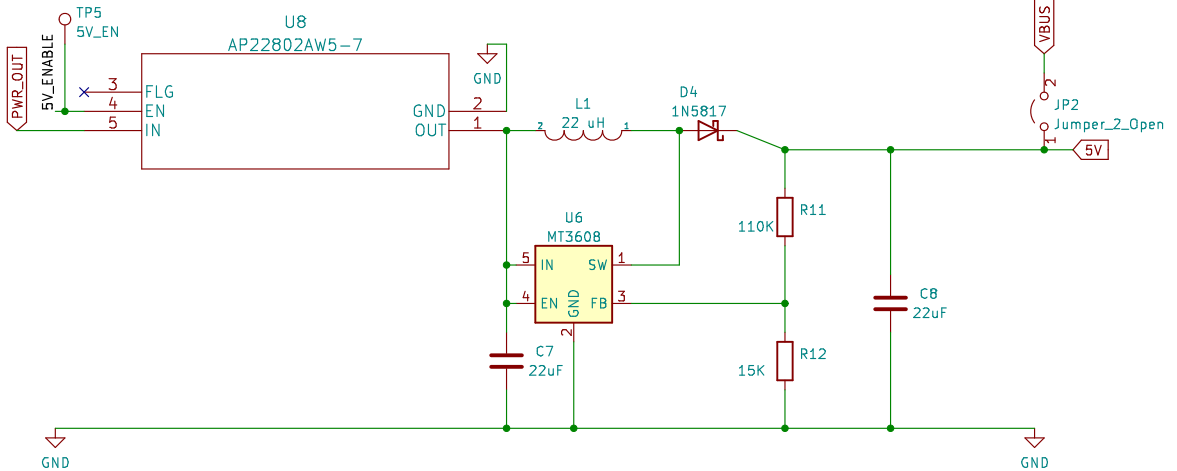 TP5
5V_EN
5V_ENABLE
PWR_OUT
U8
AP22802AW5-7
3
FLG
4
EN
5
IN
GND
2
OUT
1
GND
L1
22 uH
2
1
D4
1N5817
VBUS
2
JP2
Jumper_2_Open
1
5V
U6
MT3608
5
IN
SW
1
4
EN
GND
FB
3
2
R11
110K
C8
22uF
C7
22uF
R12
15K
GND
GND